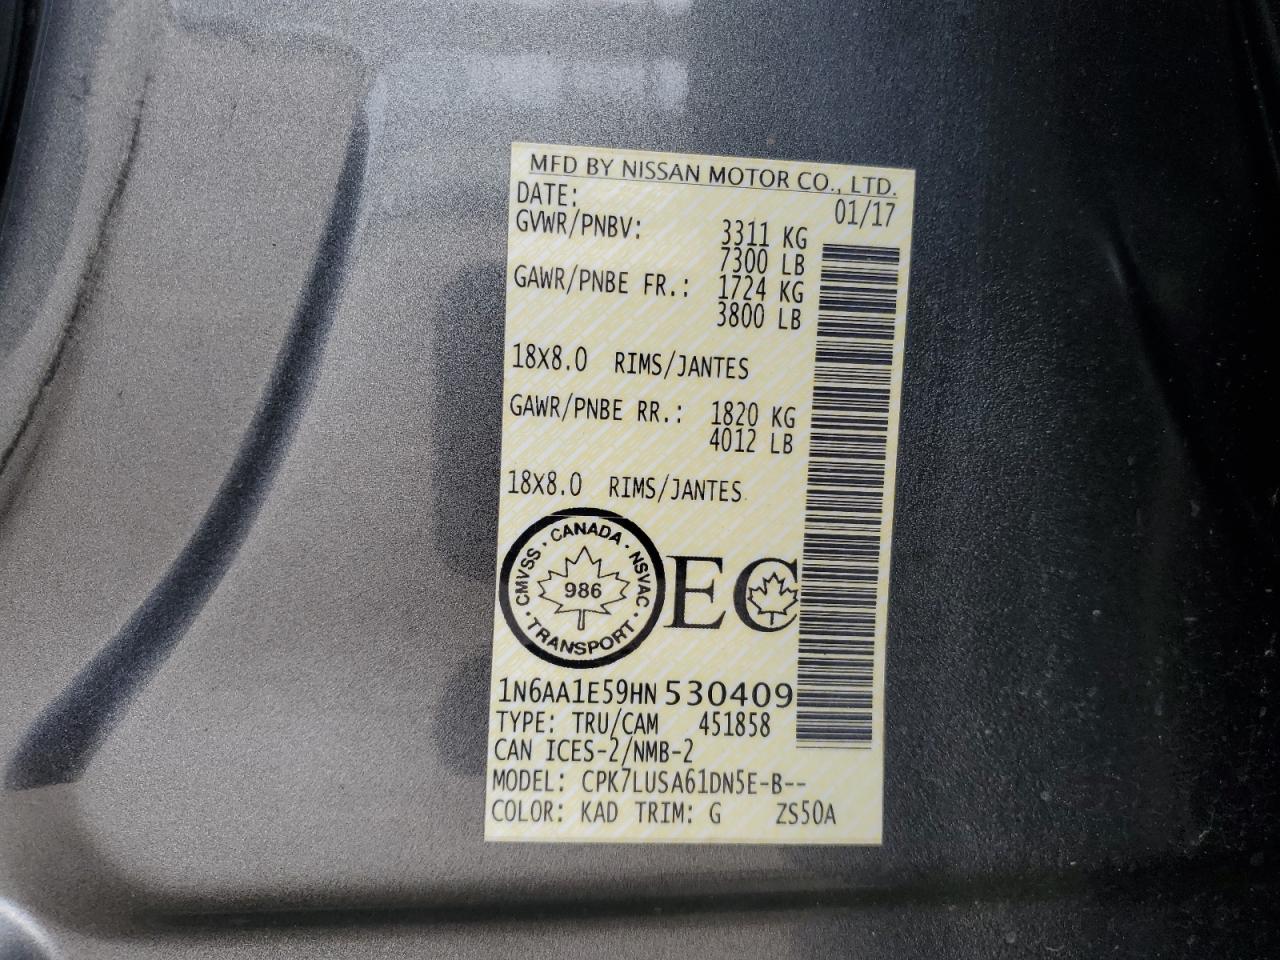 MFD BY NISSAN MOTOR CO., LTD.
DATE: 01/17
GVWR/PNBV: 3311 KG
7300 LB
GAWR/PNBE FR.: 1724 KG
3800 LB
18X8.0 RIMS/JANTES
GAWR/PNBE RR.: 1820 KG
4012 LB
18X8.0 RIMS/JANTES
CMVSS · CANADA · NSVAC · TRANSPORT ·
986
EC
1N6AA1E59HN530409
TYPE: TRU/CAM 451858
CAN ICES-2/NMB-2
MODEL: CPK7LUSA61DN5E-B--
COLOR: KAD TRIM: G ZS50A